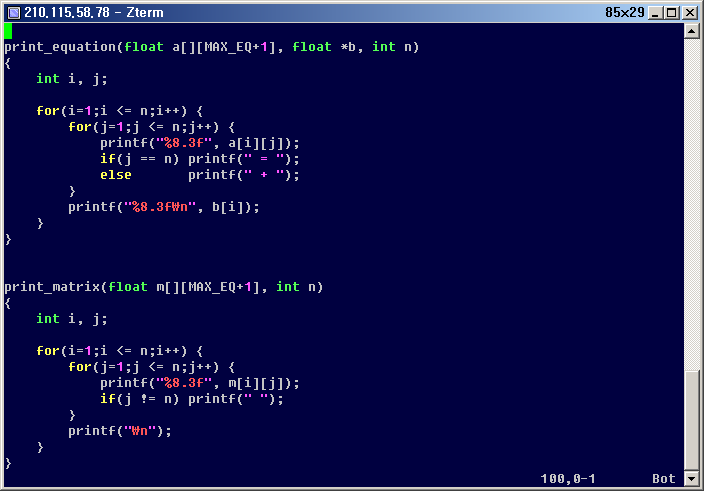 210.115.58.78 - Zterm 85×29
print_equation(float a[][MAX_EQ+1], float *b, int n)
{
    int i, j;

    for(i=1;i <= n;i++) {
        for(j=1;j <= n;j++) {
            printf("%8.3f", a[i][j]);
            if(j == n) printf(" = ");
            else       printf(" + ");
        }
        printf("%8.3f₩n", b[i]);
    }
}

print_matrix(float m[][MAX_EQ+1], int n)
{
    int i, j;

    for(i=1;i <= n;i++) {
        for(j=1;j <= n;j++) {
            printf("%8.3f", m[i][j]);
            if(j != n) printf(" ");
        }
        printf("₩n");
    }
}
100,0-1 Bot